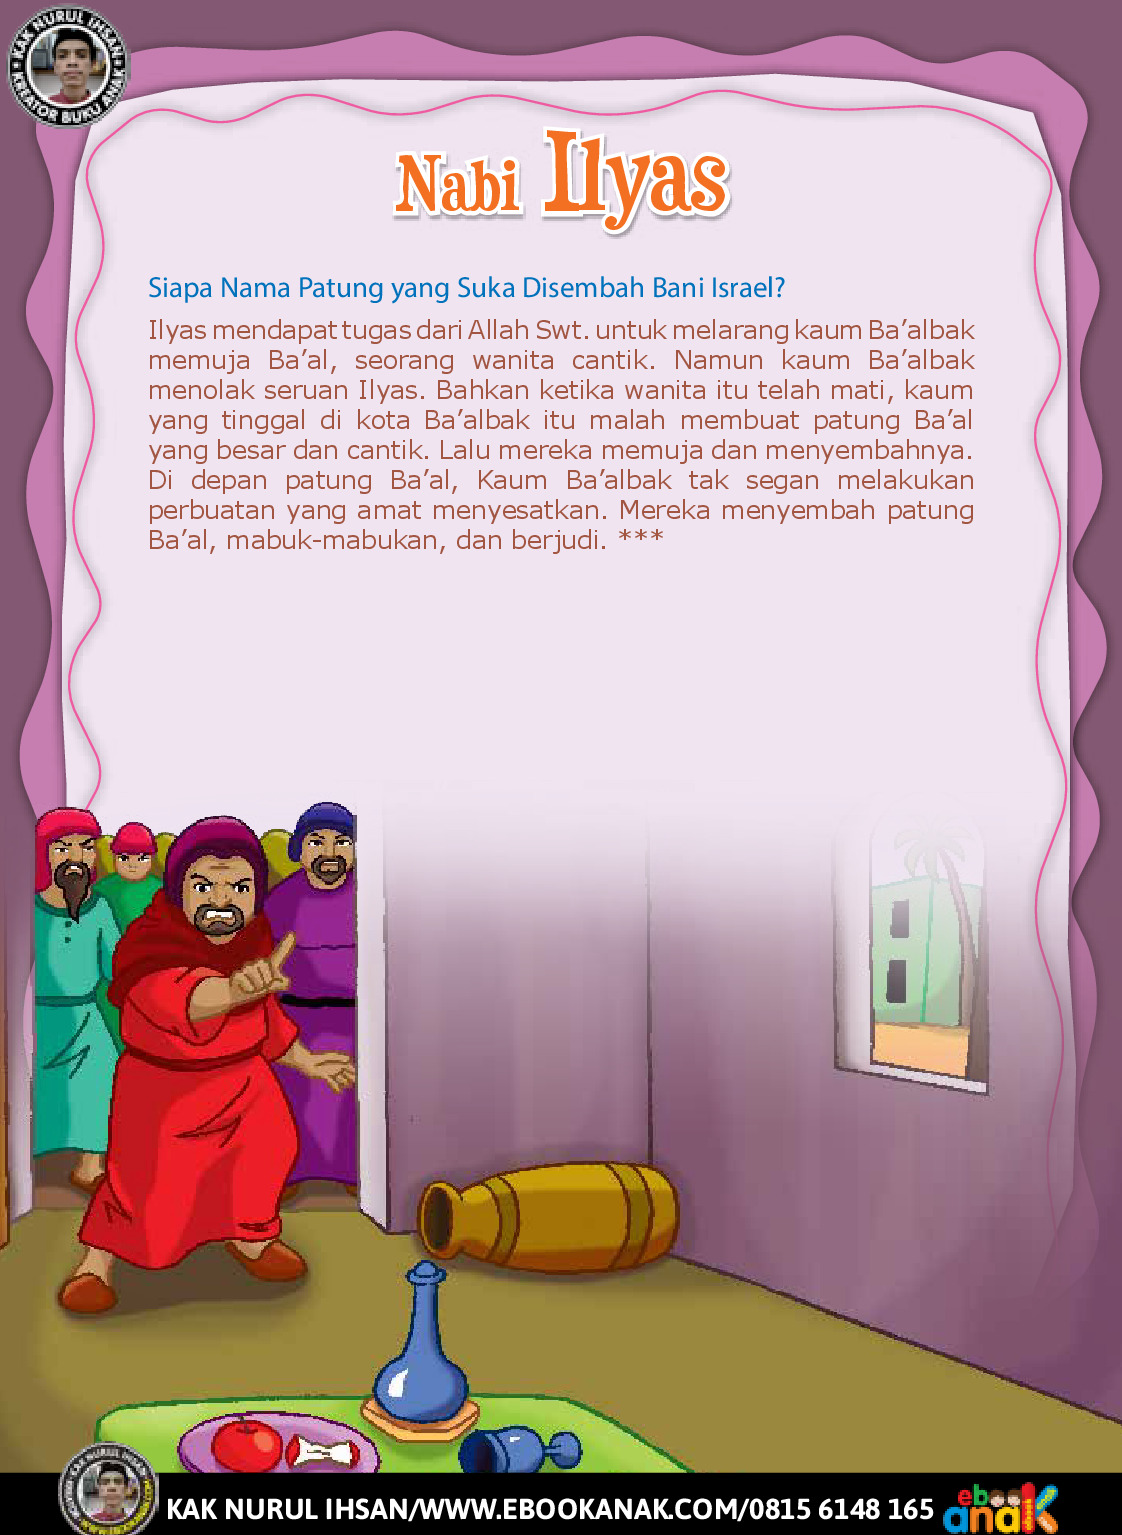 KAK NURUL IHSAN
KREATOR BUKU ANAK
Nabi Ilyas
Siapa Nama Patung yang Suka Disembah Bani Israel?
Ilyas mendapat tugas dari Allah Swt. untuk melarang kaum Ba’albak
memuja Ba’al, seorang wanita cantik. Namun kaum Ba’albak
menolak seruan Ilyas. Bahkan ketika wanita itu telah mati, kaum
yang tinggal di kota Ba’albak itu malah membuat patung Ba’al
yang besar dan cantik. Lalu mereka memuja dan menyembahnya.
Di depan patung Ba’al, Kaum Ba’albak tak segan melakukan
perbuatan yang amat menyesatkan. Mereka menyembah patung
Ba’al, mabuk-mabukan, dan berjudi. ***
KAK NURUL IHSAN
KAK NURUL IHSAN/WWW.EBOOKANAK.COM/0815 6148 165
ebook
anak